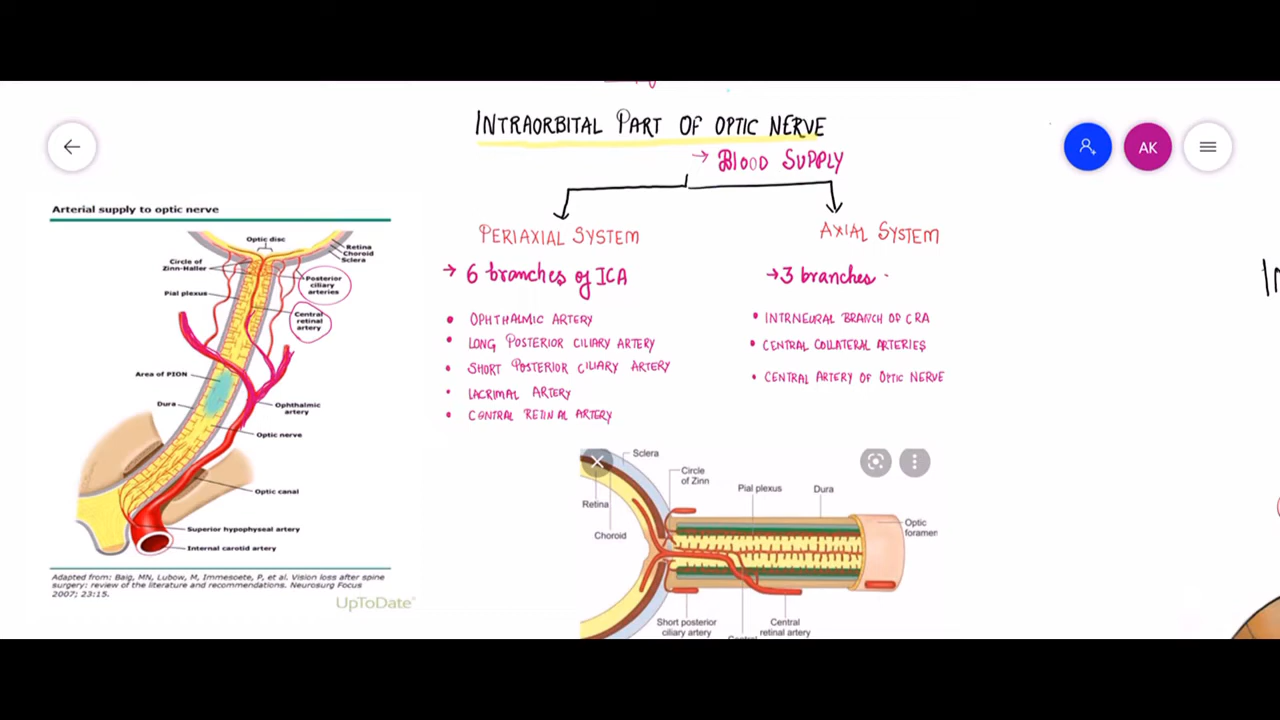 INTRAORBITAL PART OF OPTIC NERVE
→ BLOOD SUPPLY
AK
Arterial supply to optic nerve
Optic disc
Retina
Choroid
Sclera
Circle of
Zinn-Haller
Posterior
ciliary
arteries
Pial plexus
Central
retinal
artery
Area of PION
Dura
Ophthalmic
artery
Optic nerve
Optic canal
Superior hypophyseal artery
Internal carotid artery
Adapted from: Baig, MN, Lubow, M, Immesoete, P, et al. Vision loss after spine
surgery: review of the literature and recommendations. Neurosurg Focus
2007; 23:15.
UpToDate
PERIAXIAL SYSTEM
→ 6 branches of ICA
• OPHTHALMIC ARTERY
• LONG POSTERIOR CILIARY ARTERY
• SHORT POSTERIOR CILIARY ARTERY
• LACRIMAL ARTERY
• CENTRAL RETINAL ARTERY
AXIAL SYSTEM
→ 3 branches
• INTRNEURAL BRANCH OF CRA
• CENTRAL COLLATERAL ARTERIES
• CENTRAL ARTERY OF OPTIC NERVE
Sclera
Circle
of Zinn
Pial plexus
Dura
Retina
Choroid
Optic
foramen
Short posterior
ciliary artery
Central
retinal artery